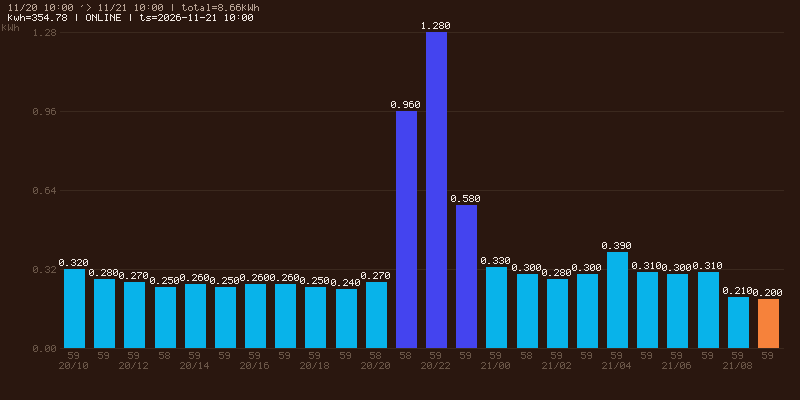 11/20 10:00 -> 11/21 10:00 | total=8.66kWh
Kwh=354.78 | ONLINE | ts=2026-11-21 10:00
kWh
1.28
0.96
0.64
0.32
0.00
0.320 0.280 0.270 0.250 0.260 0.250 0.260 0.260 0.250 0.240 0.270 0.960 1.280 0.580 0.330 0.300 0.280 0.300 0.390 0.310 0.300 0.310 0.210 0.200
59 59 59 58 59 59 59 59 59 59 58 58 59 59 59 58 59 59 59 59 59 59 59 59
20/10 20/12 20/14 20/16 20/18 20/20 20/22 21/00 21/02 21/04 21/06 21/08